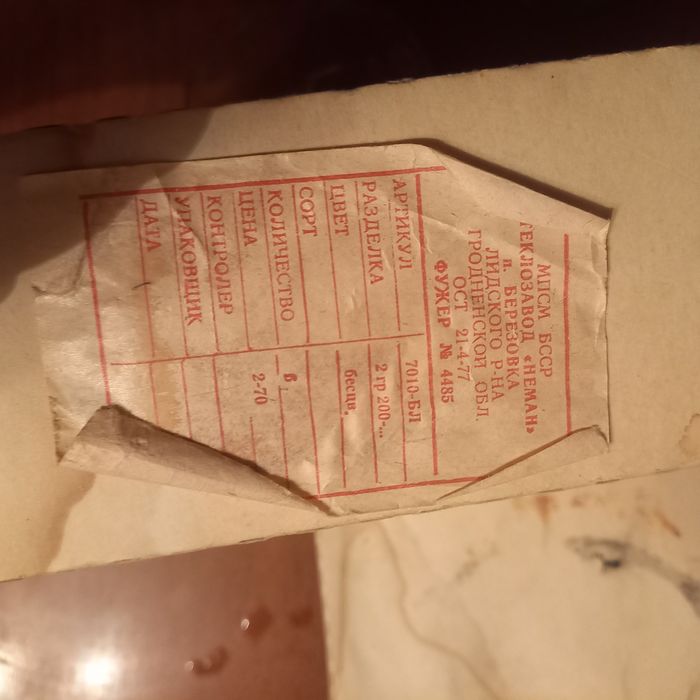 МПСМ БССР
ТЕКЛОЗАВОД «НЕМАН»
п. БЕРЕЗОВКА
ЛИДСКОГО Р-НА
ГРОДНЕНСКОЙ ОБЛ.
ОСТ 21-4-77
ФУЖЕР № 4485
АРТИКУЛ 7010-БЛ
РАЗДЕЛКА 2 гр 200-...
ЦВЕТ бесцв.
СОРТ
КОЛИЧЕСТВО 6
ЦЕНА 2-70
КОНТРОЛЕР
УПАКОВЩИК
ДАТА